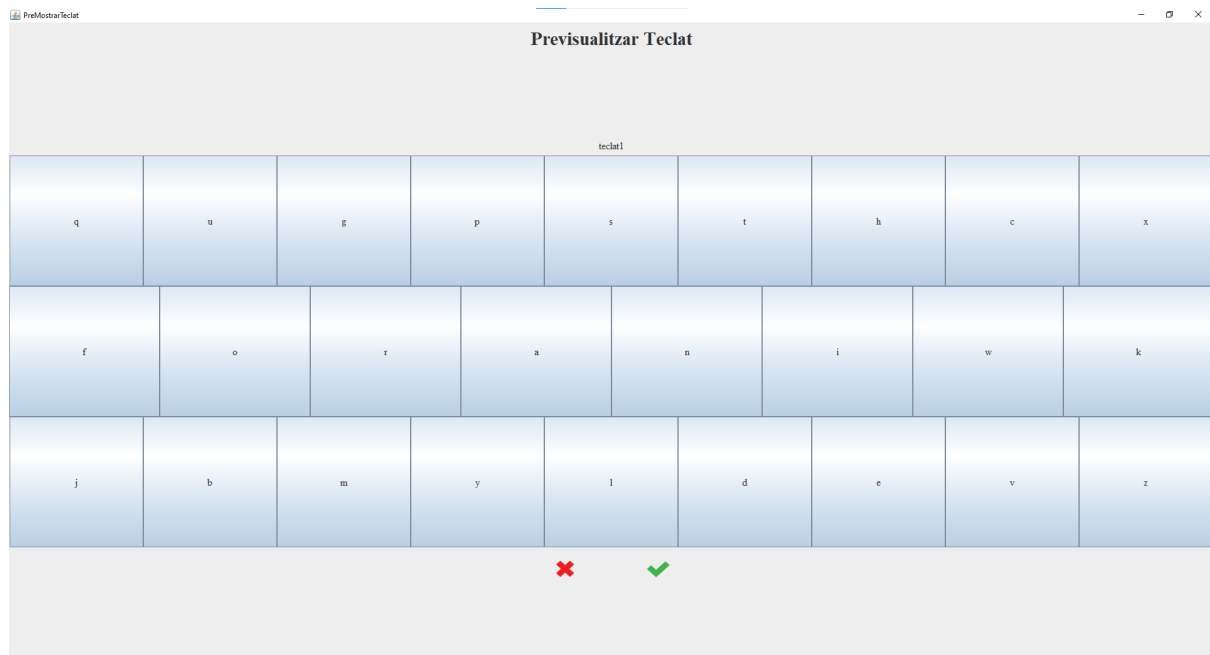 PreMostrarTeclat
Previsualitzar Teclat
teclat1
q u g p s t h c x
f o r a n i w k
j b m y l d e v z